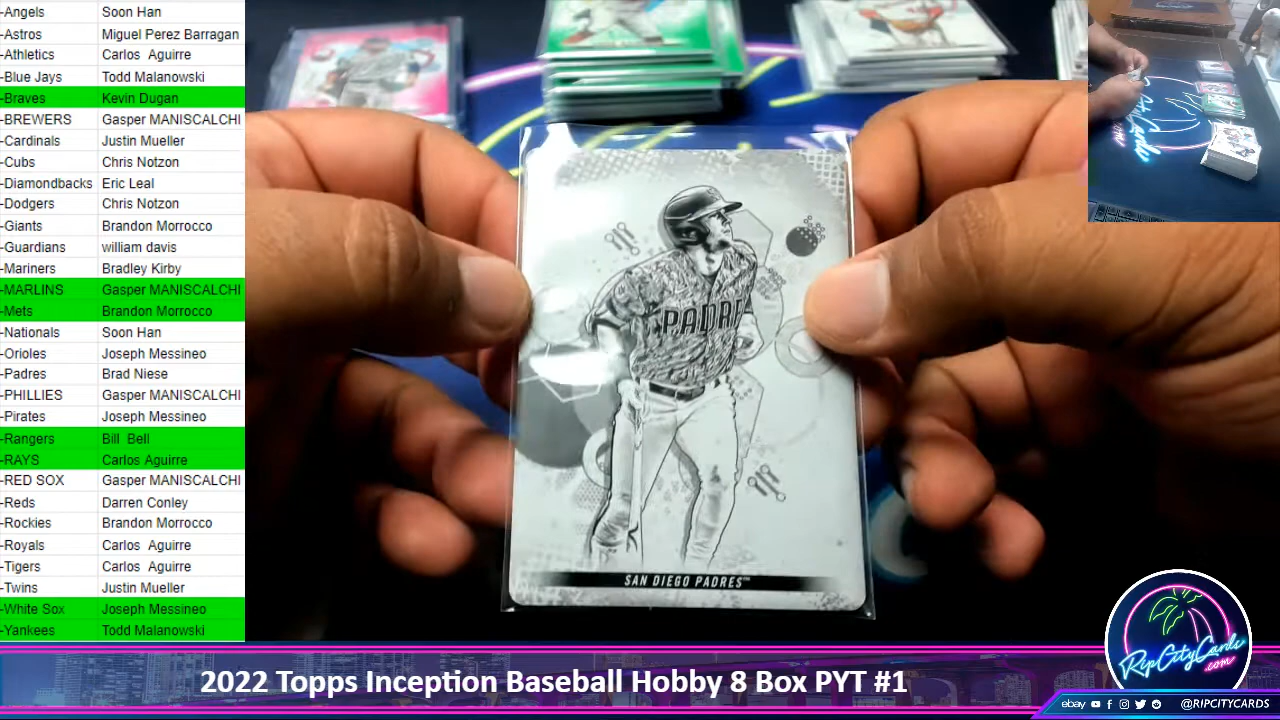 -Angels Soon Han
-Astros Miguel Perez Barragan
-Athletics Carlos Aguirre
-Blue Jays Todd Malanowski
-Braves Kevin Dugan
-BREWERS Gasper MANISCALCHI
-Cardinals Justin Mueller
-Cubs Chris Notzon
-Diamondbacks Eric Leal
-Dodgers Chris Notzon
-Giants Brandon Morrocco
-Guardians william davis
-Mariners Bradley Kirby
-MARLINS Gasper MANISCALCHI
-Mets Brandon Morrocco
-Nationals Soon Han
-Orioles Joseph Messineo
-Padres Brad Niese
-PHILLIES Gasper MANISCALCHI
-Pirates Joseph Messineo
-Rangers Bill Bell
-RAYS Carlos Aguirre
-RED SOX Gasper MANISCALCHI
-Reds Darren Conley
-Rockies Brandon Morrocco
-Royals Carlos Aguirre
-Tigers Carlos Aguirre
-Twins Justin Mueller
-White Sox Joseph Messineo
-Yankees Todd Malanowski
PADRE
SAN DIEGO PADRES™
RipCityCards
.com
2022 Topps Inception Baseball Hobby 8 Box PYT #1
ebay @RIPCITYCARDS